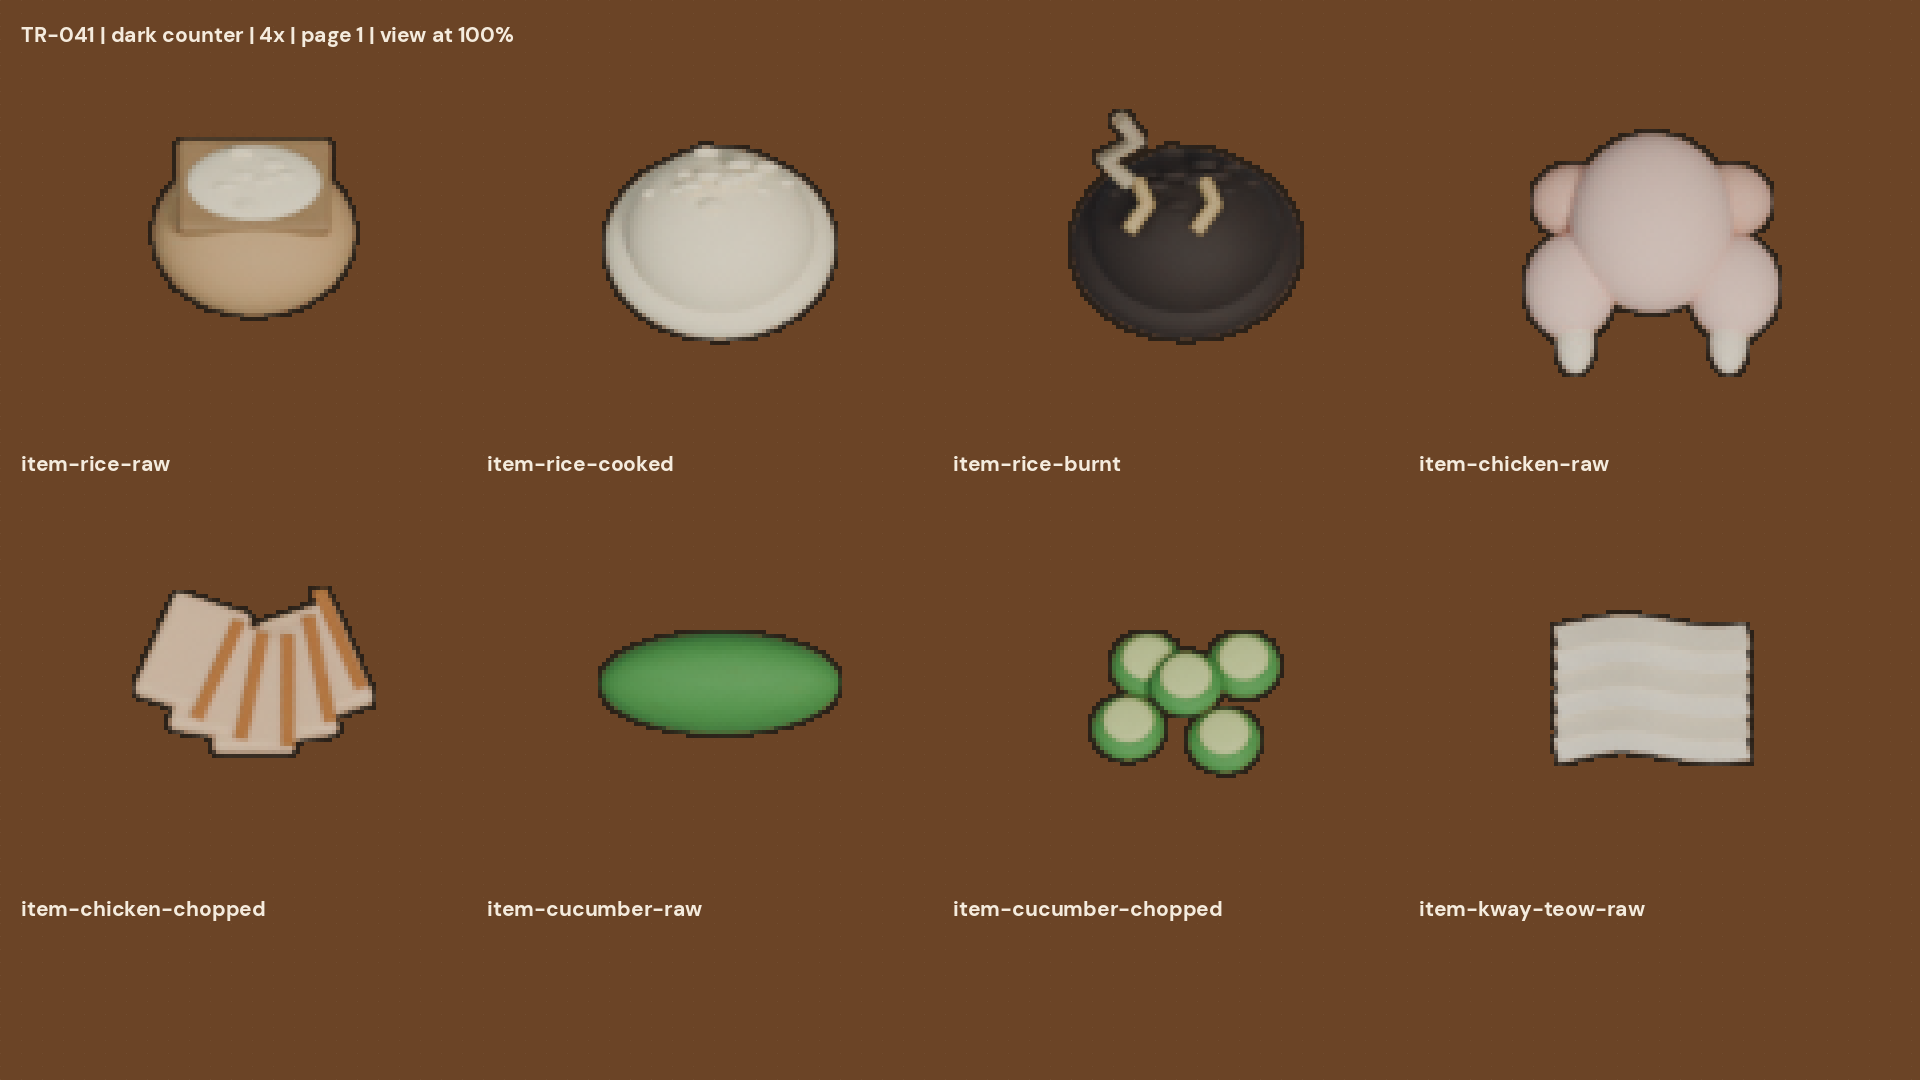 TR-041 | dark counter | 4x | page 1 | view at 100%
item-rice-raw
item-rice-cooked
item-rice-burnt
item-chicken-raw
item-chicken-chopped
item-cucumber-raw
item-cucumber-chopped
item-kway-teow-raw